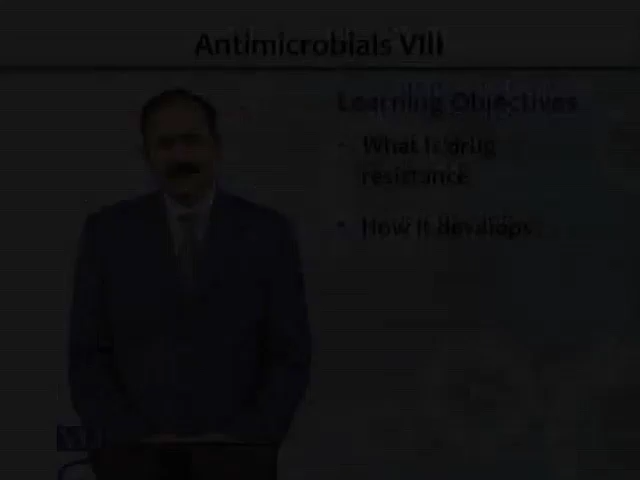 Antimicrobials VIII
Learning Objectives
- What is drug
resistance
• How it develops